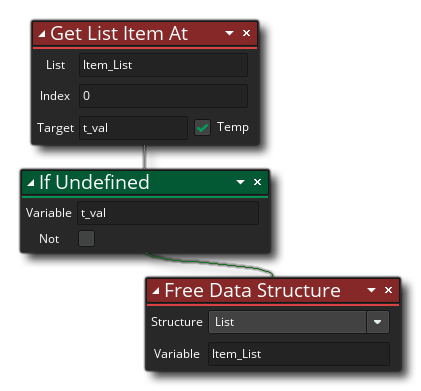 Get List Item At
List Item_List
Index 0
Target t_val Temp
If Undefined
Variable t_val
Not
Free Data Structure
Structure List
Variable Item_List